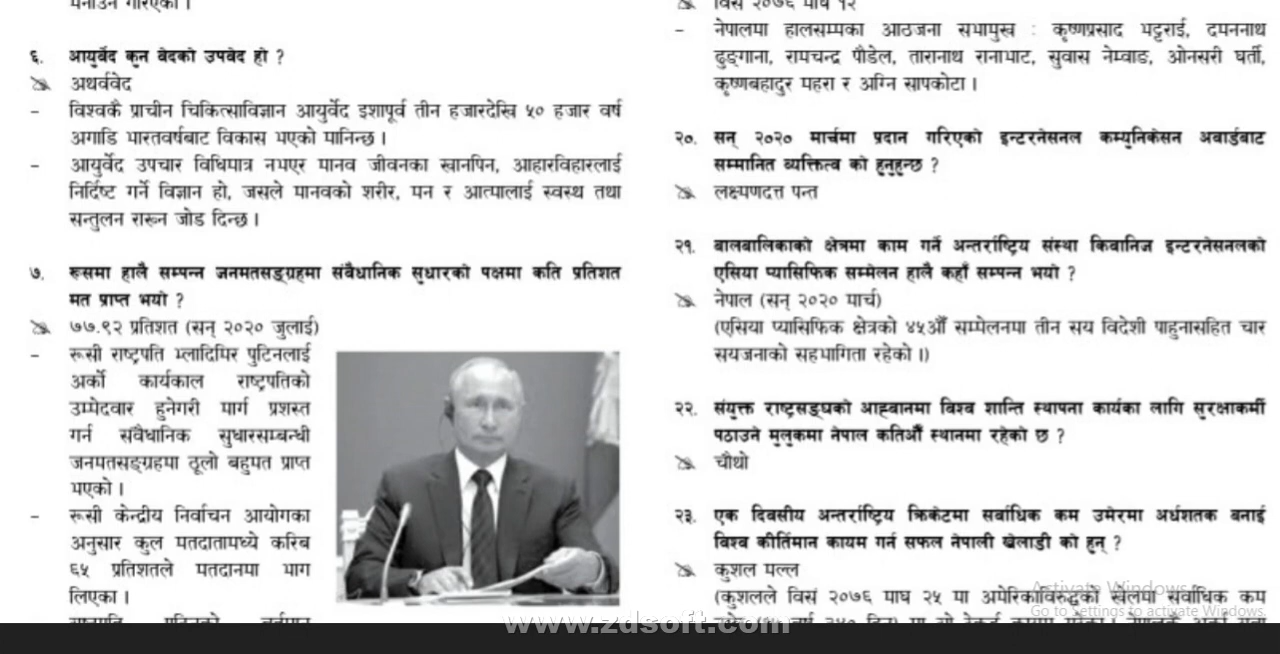 ६. आयुर्वेद कुन वेदको उपवेद हो ?
अथर्ववेद
– विश्वकै प्राचीन चिकित्साविज्ञान आयुर्वेद इशापूर्व तीन हजारदेखि ५० हजार वर्ष
अगाडि भारतवर्षबाट विकास भएको मानिन्छ ।
– आयुर्वेद उपचार विधिमात्र नभएर मानव जीवनका खानपिन, आहारविहारलाई
निर्दिष्ट गर्ने विज्ञान हो, जसले मानवको शरीर, मन र आत्मालाई स्वस्थ तथा
सन्तुलन राख्न जोड दिन्छ ।
७. रूसमा हालै सम्पन्न जनमतसङ्ग्रहमा संवैधानिक सुधारको पक्षमा कति प्रतिशत
मत प्राप्त भयो ?
७७.९२ प्रतिशत (सन् २०२० जुलाई)
– रूसी राष्ट्रपति भ्लादिमिर पुटिनलाई
अर्को कार्यकाल राष्ट्रपतिको
उम्मेदवार हुनेगरी मार्ग प्रशस्त
गर्न संवैधानिक सुधारसम्बन्धी
जनमतसङ्ग्रहमा ठूलो बहुमत प्राप्त
भएको ।
– रूसी केन्द्रीय निर्वाचन आयोगका
अनुसार कुल मतदातामध्ये करिब
६५ प्रतिशतले मतदानमा भाग
लिएका ।
विसं २०७६ माघ १२
– नेपालमा हालसम्मका आठजना सभामुख : कृष्णप्रसाद भट्टराई, दमननाथ
ढुङ्गाना, रामचन्द्र पौडेल, तारानाथ रानाभाट, सुवास नेम्वाङ, ओनसरी घर्ती,
कृष्णबहादुर महरा र अग्नि सापकोटा ।
२०. सन् २०२० मार्चमा प्रदान गरिएको इन्टरनेसनल कम्युनिकेसन अवार्डबाट
सम्मानित व्यक्तित्व को हुनुहुन्छ ?
लक्ष्मणदत्त पन्त
२१. बालबालिकाको क्षेत्रमा काम गर्ने अन्तर्राष्ट्रिय संस्था किवानिज इन्टरनेसनलको
एसिया प्यासिफिक सम्मेलन हालै कहाँ सम्पन्न भयो ?
नेपाल (सन् २०२० मार्च)
(एसिया प्यासिफिक क्षेत्रको ४५औँ सम्मेलनमा तीन सय विदेशी पाहुनासहित चार
सयजनाको सहभागिता रहेको ।)
२२. संयुक्त राष्ट्रसङ्घको आह्वानमा विश्व शान्ति स्थापना कार्यका लागि सुरक्षाकर्मी
पठाउने मुलुकमा नेपाल कतिऔँ स्थानमा रहेको छ ?
चौथो
२३. एक दिवसीय अन्तर्राष्ट्रिय क्रिकेटमा सर्वाधिक कम उमेरमा अर्धशतक बनाई
विश्व कीर्तिमान कायम गर्न सफल नेपाली खेलाडी को हुन् ?
कुशल मल्ल
(कुशलले विसं २०७६ माघ २५ मा अमेरिकाविरुद्धको खेलमा सर्वाधिक कम
Activate Windows
Go to Settings to activate Windows.
www.zdsoft.com